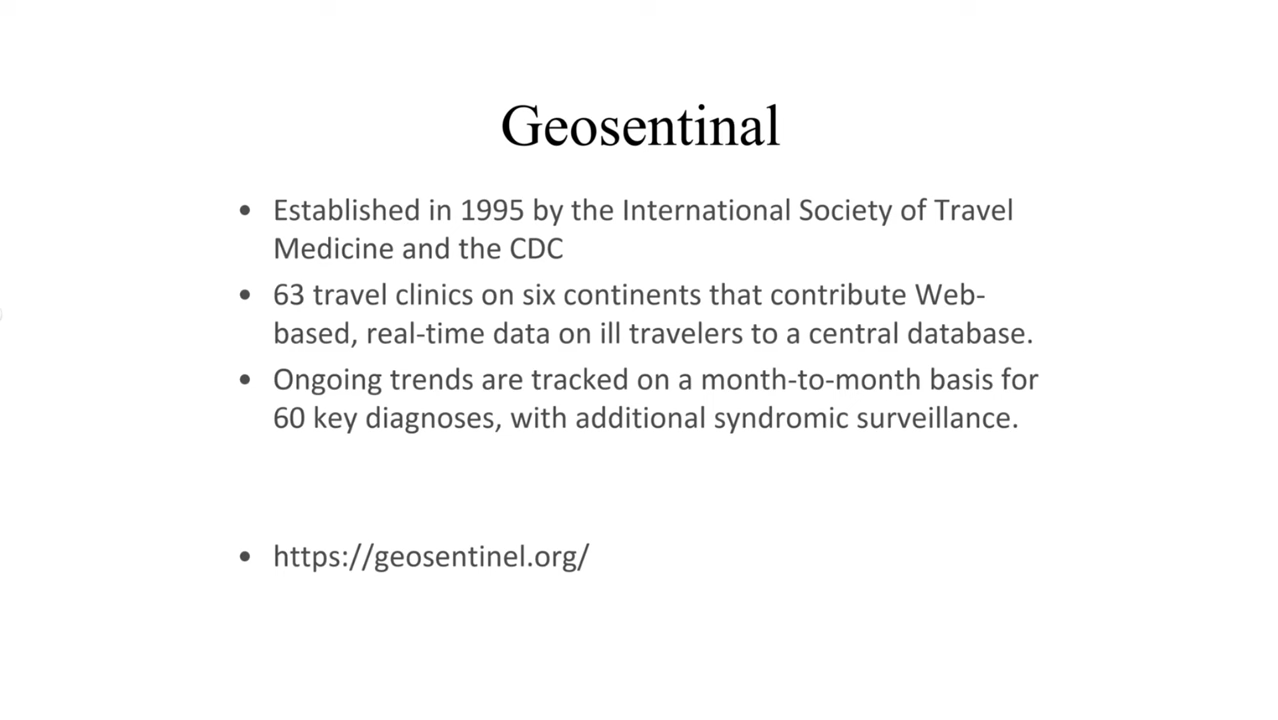 Geosentinal
• Established in 1995 by the International Society of Travel
Medicine and the CDC
• 63 travel clinics on six continents that contribute Web-
based, real-time data on ill travelers to a central database.
• Ongoing trends are tracked on a month-to-month basis for
60 key diagnoses, with additional syndromic surveillance.
• https://geosentinel.org/